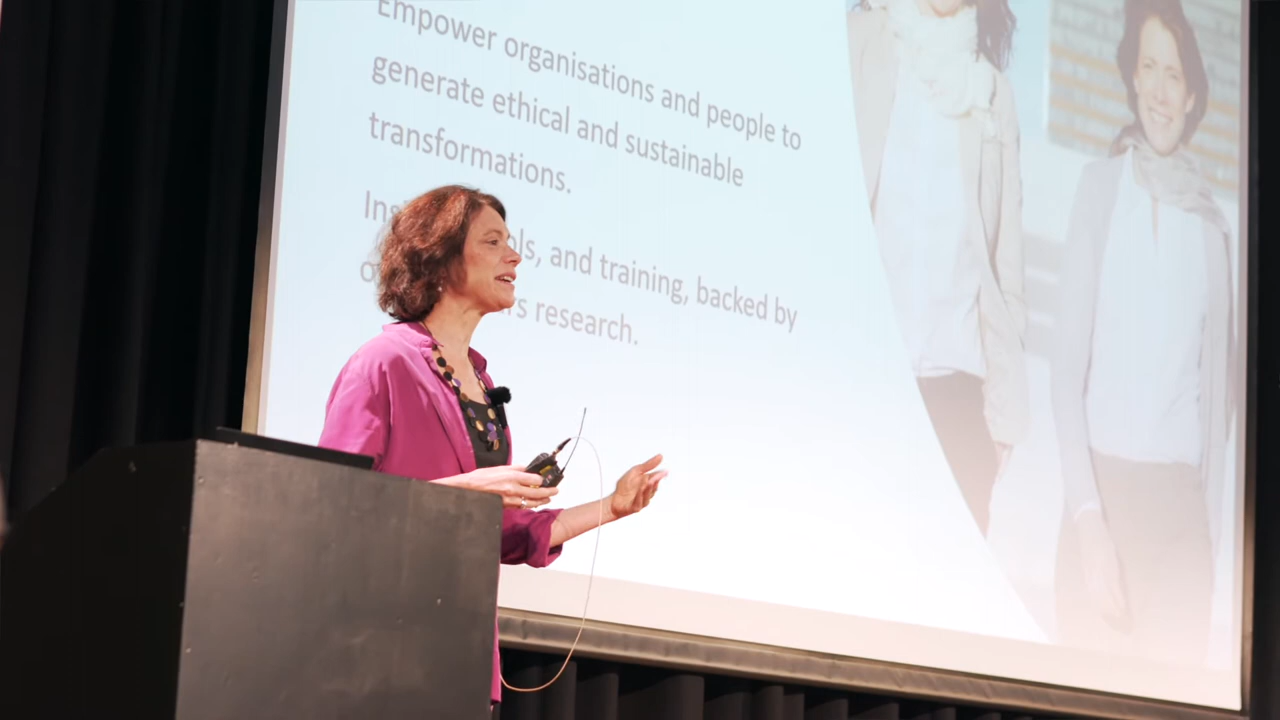 Empower organisations and people to
generate ethical and sustainable
transformations.
ls, and training, backed by
research.